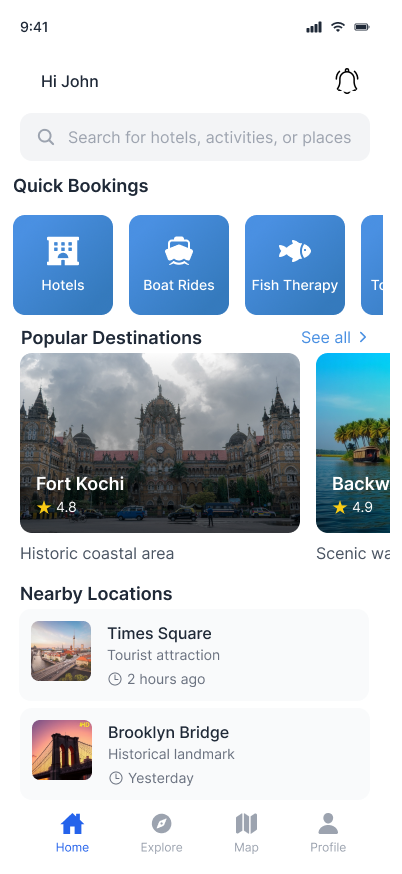 9:41
Hi John
Search for hotels, activities, or places
Quick Bookings
Hotels
Boat Rides
Fish Therapy
To
Popular Destinations
See all
Fort Kochi
4.8
Backw
4.9
Historic coastal area
Scenic wa
Nearby Locations
Times Square
Tourist attraction
2 hours ago
HD
Brooklyn Bridge
Historical landmark
Yesterday
Home
Explore
Map
Profile